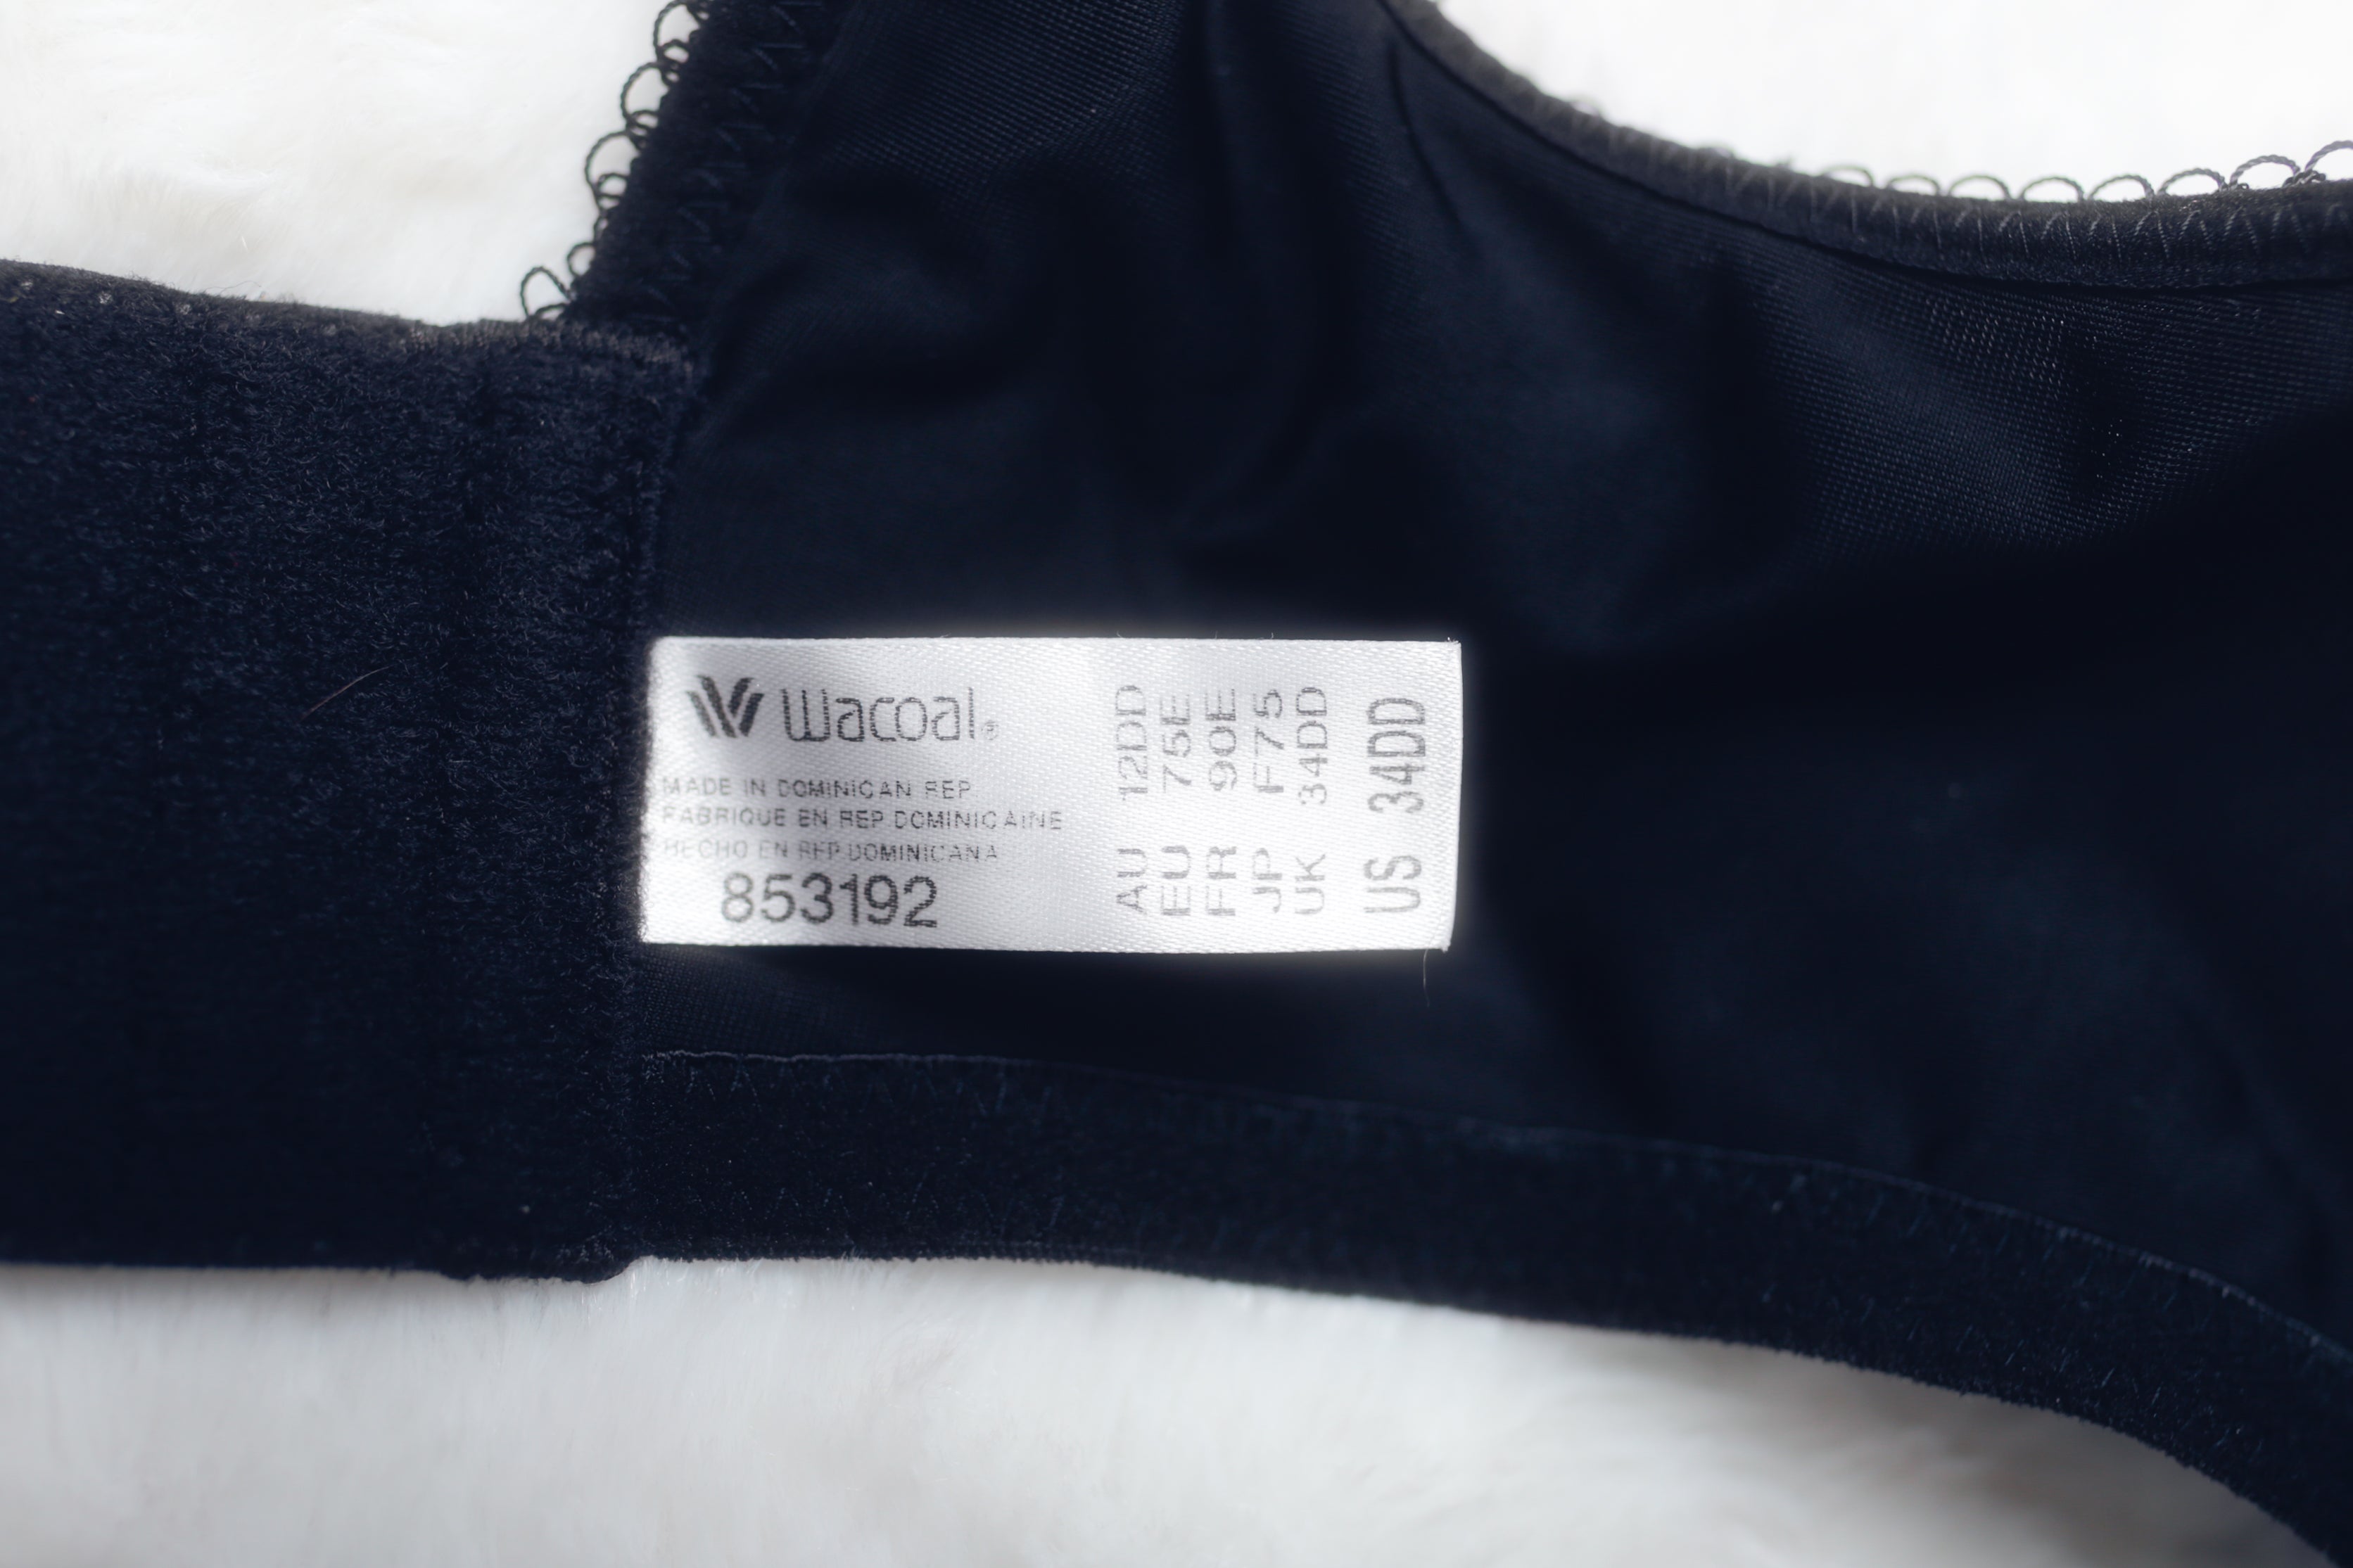 Wacoal®
MADE IN DOMINICAN REP
FABRIQUE EN REP DOMINICAINE
HECHO EN REP DOMINICANA
853192
AU 12DD
EU 75E
FR 90E
JP F75
UK 34DD
US 34DD